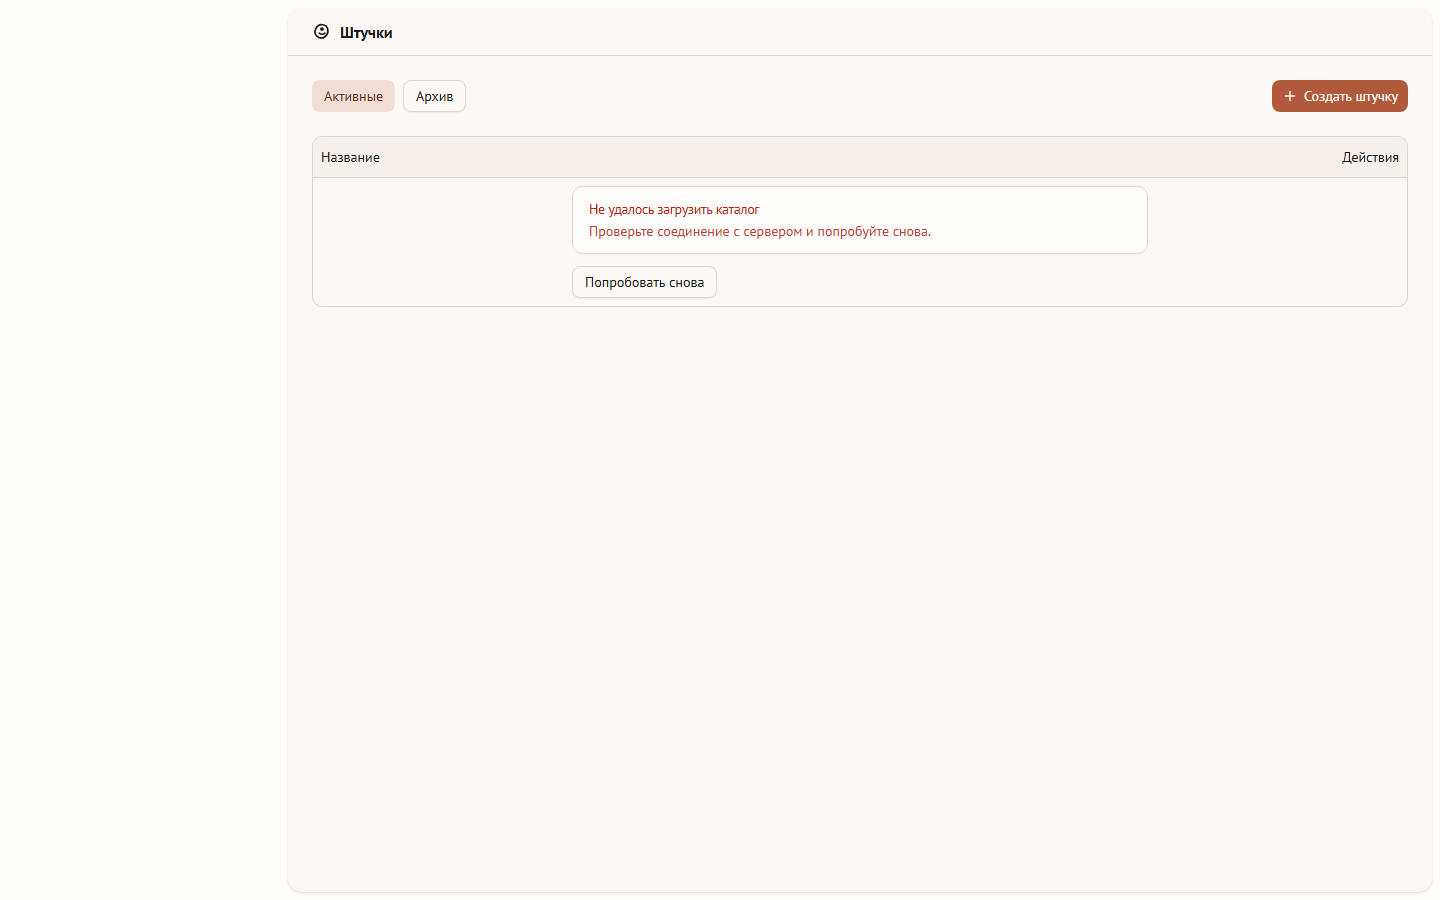 Штучки
Активные
Архив
Создать штучку
Название
Действия
Не удалось загрузить каталог
Проверьте соединение с сервером и попробуйте снова.
Попробовать снова